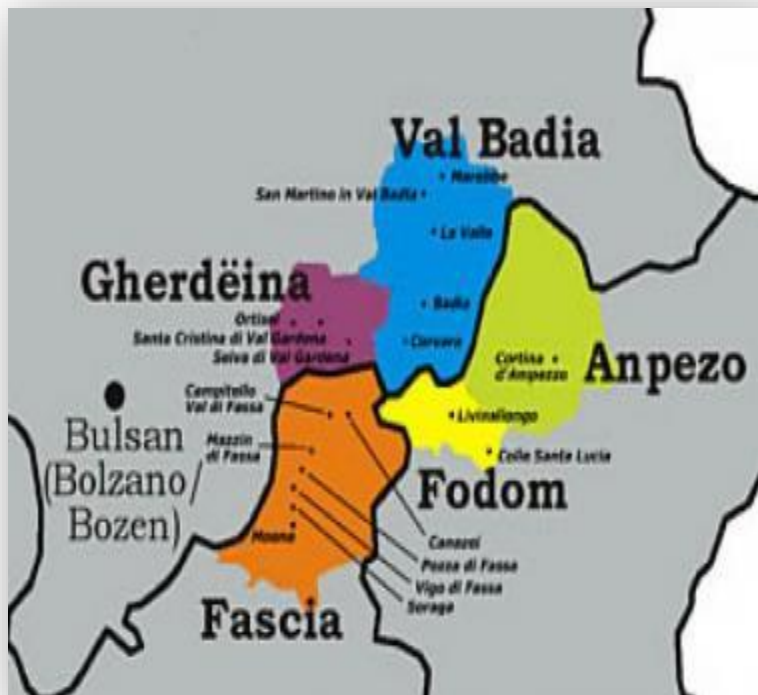 Val Badia
Marebbe
San Martino in Val Badia
La Valle
Gherdëina
Badia
Ortisei
Santa Cristina di Val Gardena
Corvara
Selva di Val Gardena
Cortina
d'Ampezzo
Anpezo
Campitello
Val di Fassa
Livinallongo
Bulsan
(Bolzano/
Bozen)
Mazzin
di Fassa
Colle Santa Lucia
Fodom
Moena
Canazei
Pozza di Fassa
Vigo di Fassa
Soraga
Fascia